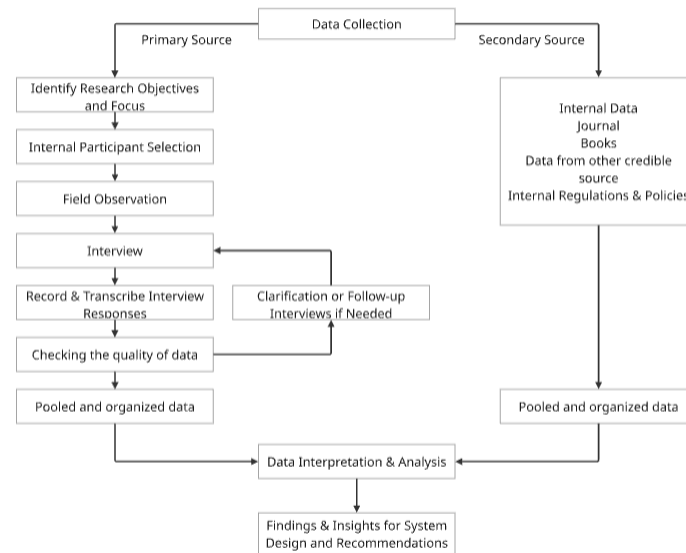 Data Collection
Primary Source
Secondary Source
Identify Research Objectives
and Focus
Internal Participant Selection
Field Observation
Interview
Record & Transcribe Interview
Responses
Clarification or Follow-up
Interviews if Needed
Checking the quality of data
Pooled and organized data
Internal Data
Journal
Books
Data from other credible
source
Internal Regulations & Policies
Pooled and organized data
Data Interpretation & Analysis
Findings & Insights for System
Design and Recommendations